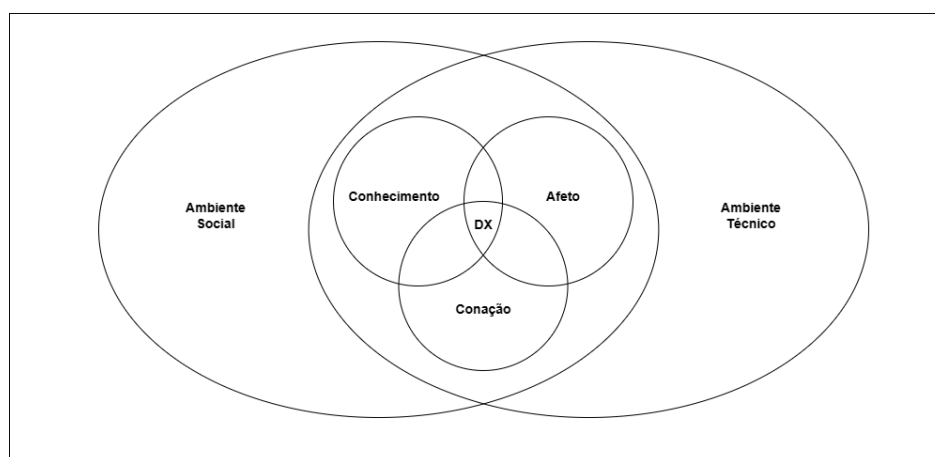 Conhecimento
Afeto
Ambiente
Social
DX
Ambiente
Técnico
Conação